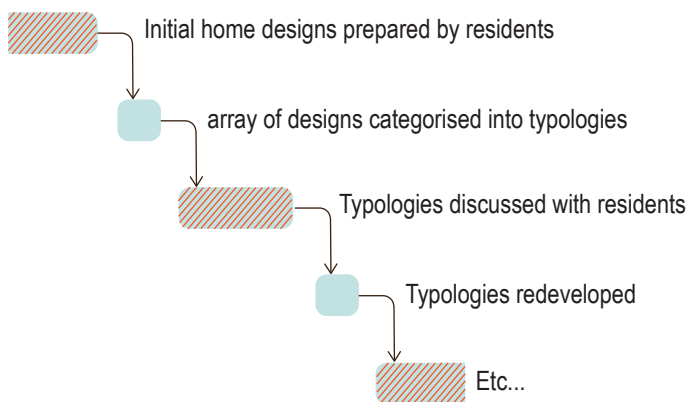 Initial home designs prepared by residents
array of designs categorised into typologies
Typologies discussed with residents
Typologies redeveloped
Etc...